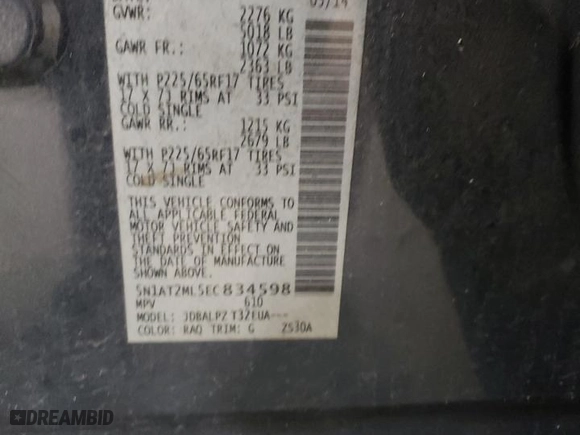 05/14
GVWR: 2276 KG
5018 LB
GAWR FR.: 1072 KG
2363 LB
WITH P225/65RF17 TIRES
17 X 7J RIMS AT 33 PSI
COLD SINGLE
GAWR RR.: 1215 KG
2679 LB
WITH P225/65RF17 TIRES
17 X 7J RIMS AT 33 PSI
COLD SINGLE
THIS VEHICLE CONFORMS TO
ALL APPLICABLE FEDERAL
MOTOR VEHICLE SAFETY AND
THEFT PREVENTION
STANDARDS IN EFFECT ON
THE DATE OF MANUFACTURE
SHOWN ABOVE.
5N1AT2ML5EC834598
MPV 610
MODEL: JDBALPZ T32EUA---
COLOR: RAQ TRIM: G ZS30A
DREAMBID